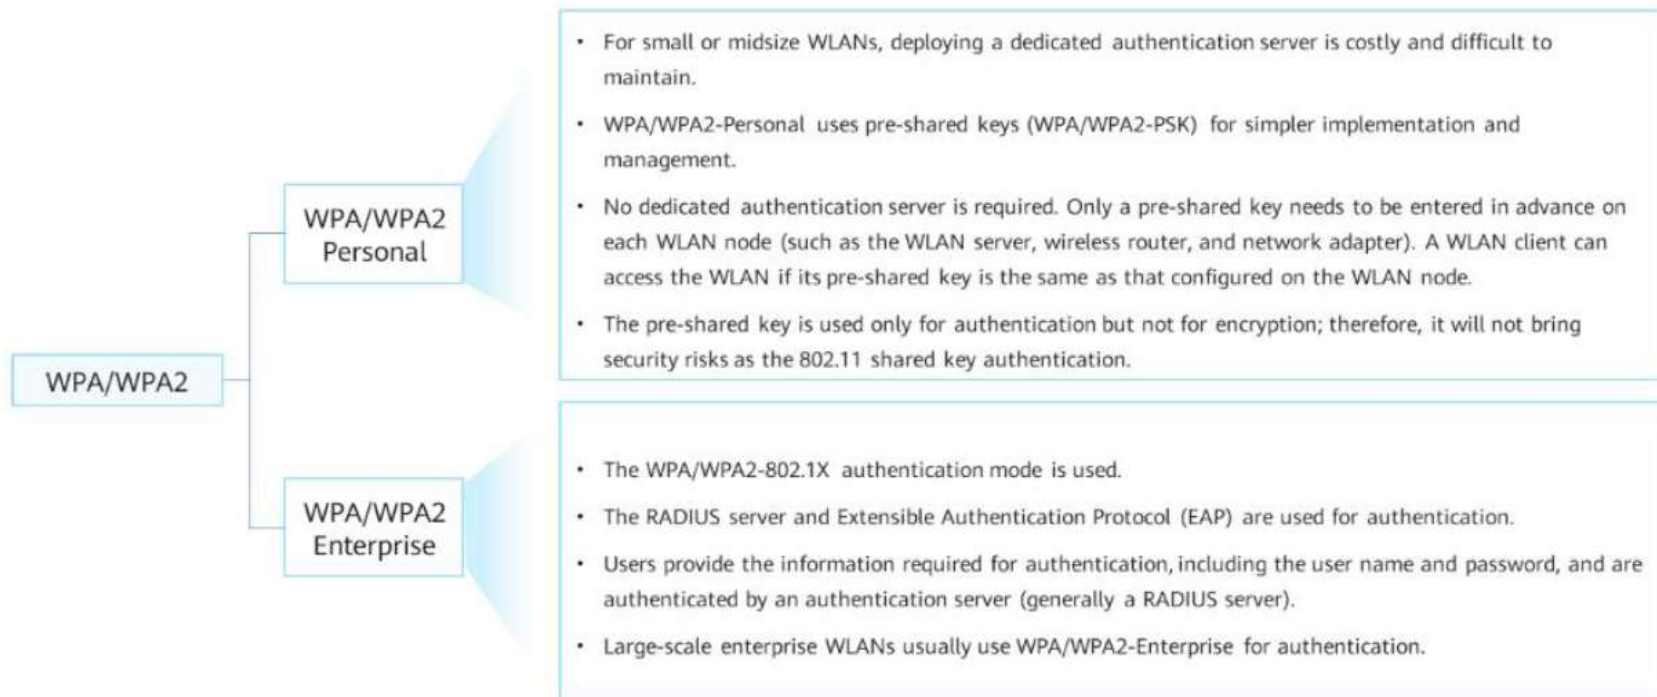 WPA/WPA2
WPA/WPA2
Personal
• For small or midsize WLANs, deploying a dedicated authentication server is costly and difficult to
maintain.
• WPA/WPA2-Personal uses pre-shared keys (WPA/WPA2-PSK) for simpler implementation and
management.
• No dedicated authentication server is required. Only a pre-shared key needs to be entered in advance on
each WLAN node (such as the WLAN server, wireless router, and network adapter). A WLAN client can
access the WLAN if its pre-shared key is the same as that configured on the WLAN node.
• The pre-shared key is used only for authentication but not for encryption; therefore, it will not bring
security risks as the 802.11 shared key authentication.
WPA/WPA2
Enterprise
• The WPA/WPA2-802.1X authentication mode is used.
• The RADIUS server and Extensible Authentication Protocol (EAP) are used for authentication.
• Users provide the information required for authentication, including the user name and password, and are
authenticated by an authentication server (generally a RADIUS server).
• Large-scale enterprise WLANs usually use WPA/WPA2-Enterprise for authentication.